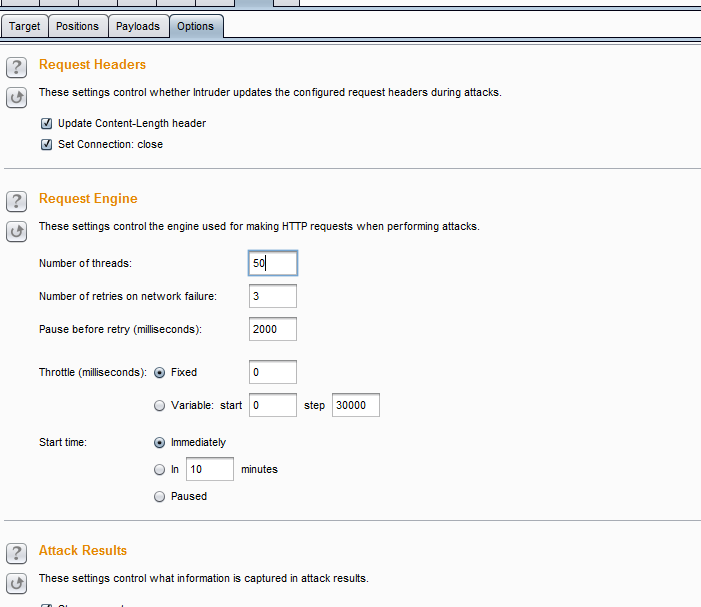 Target Positions Payloads Options
? Request Headers
These settings control whether Intruder updates the configured request headers during attacks.
Update Content-Length header
Set Connection: close
? Request Engine
These settings control the engine used for making HTTP requests when performing attacks.
Number of threads: 50
Number of retries on network failure: 3
Pause before retry (milliseconds): 2000
Throttle (milliseconds): Fixed 0
Variable: start 0 step 30000
Start time: Immediately
In 10 minutes
Paused
? Attack Results
These settings control what information is captured in attack results.